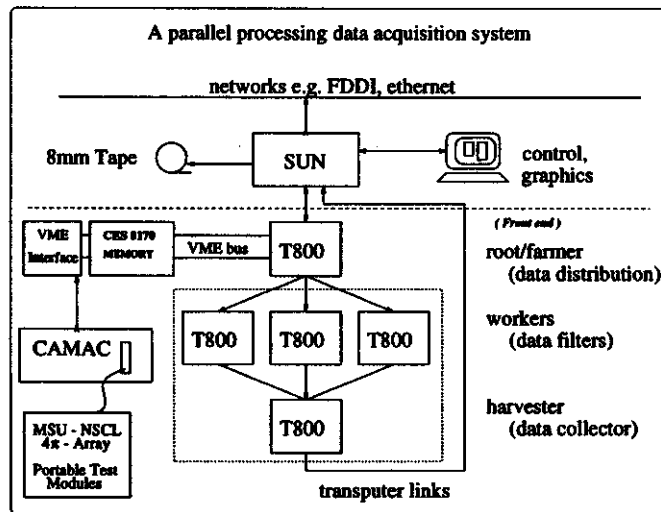 A parallel processing data acquisition system
networks e.g. FDDI, ethernet
8mm Tape
SUN
control,
graphics
( Front end )
VME
Interface
CES 8170
MEMORY
VME bus
T800
root/farmer
(data distribution)
T800
T800
T800
workers
(data filters)
CAMAC
T800
harvester
(data collector)
MSU - NSCL
4π - Array
Portable Test
Modules
transputer links